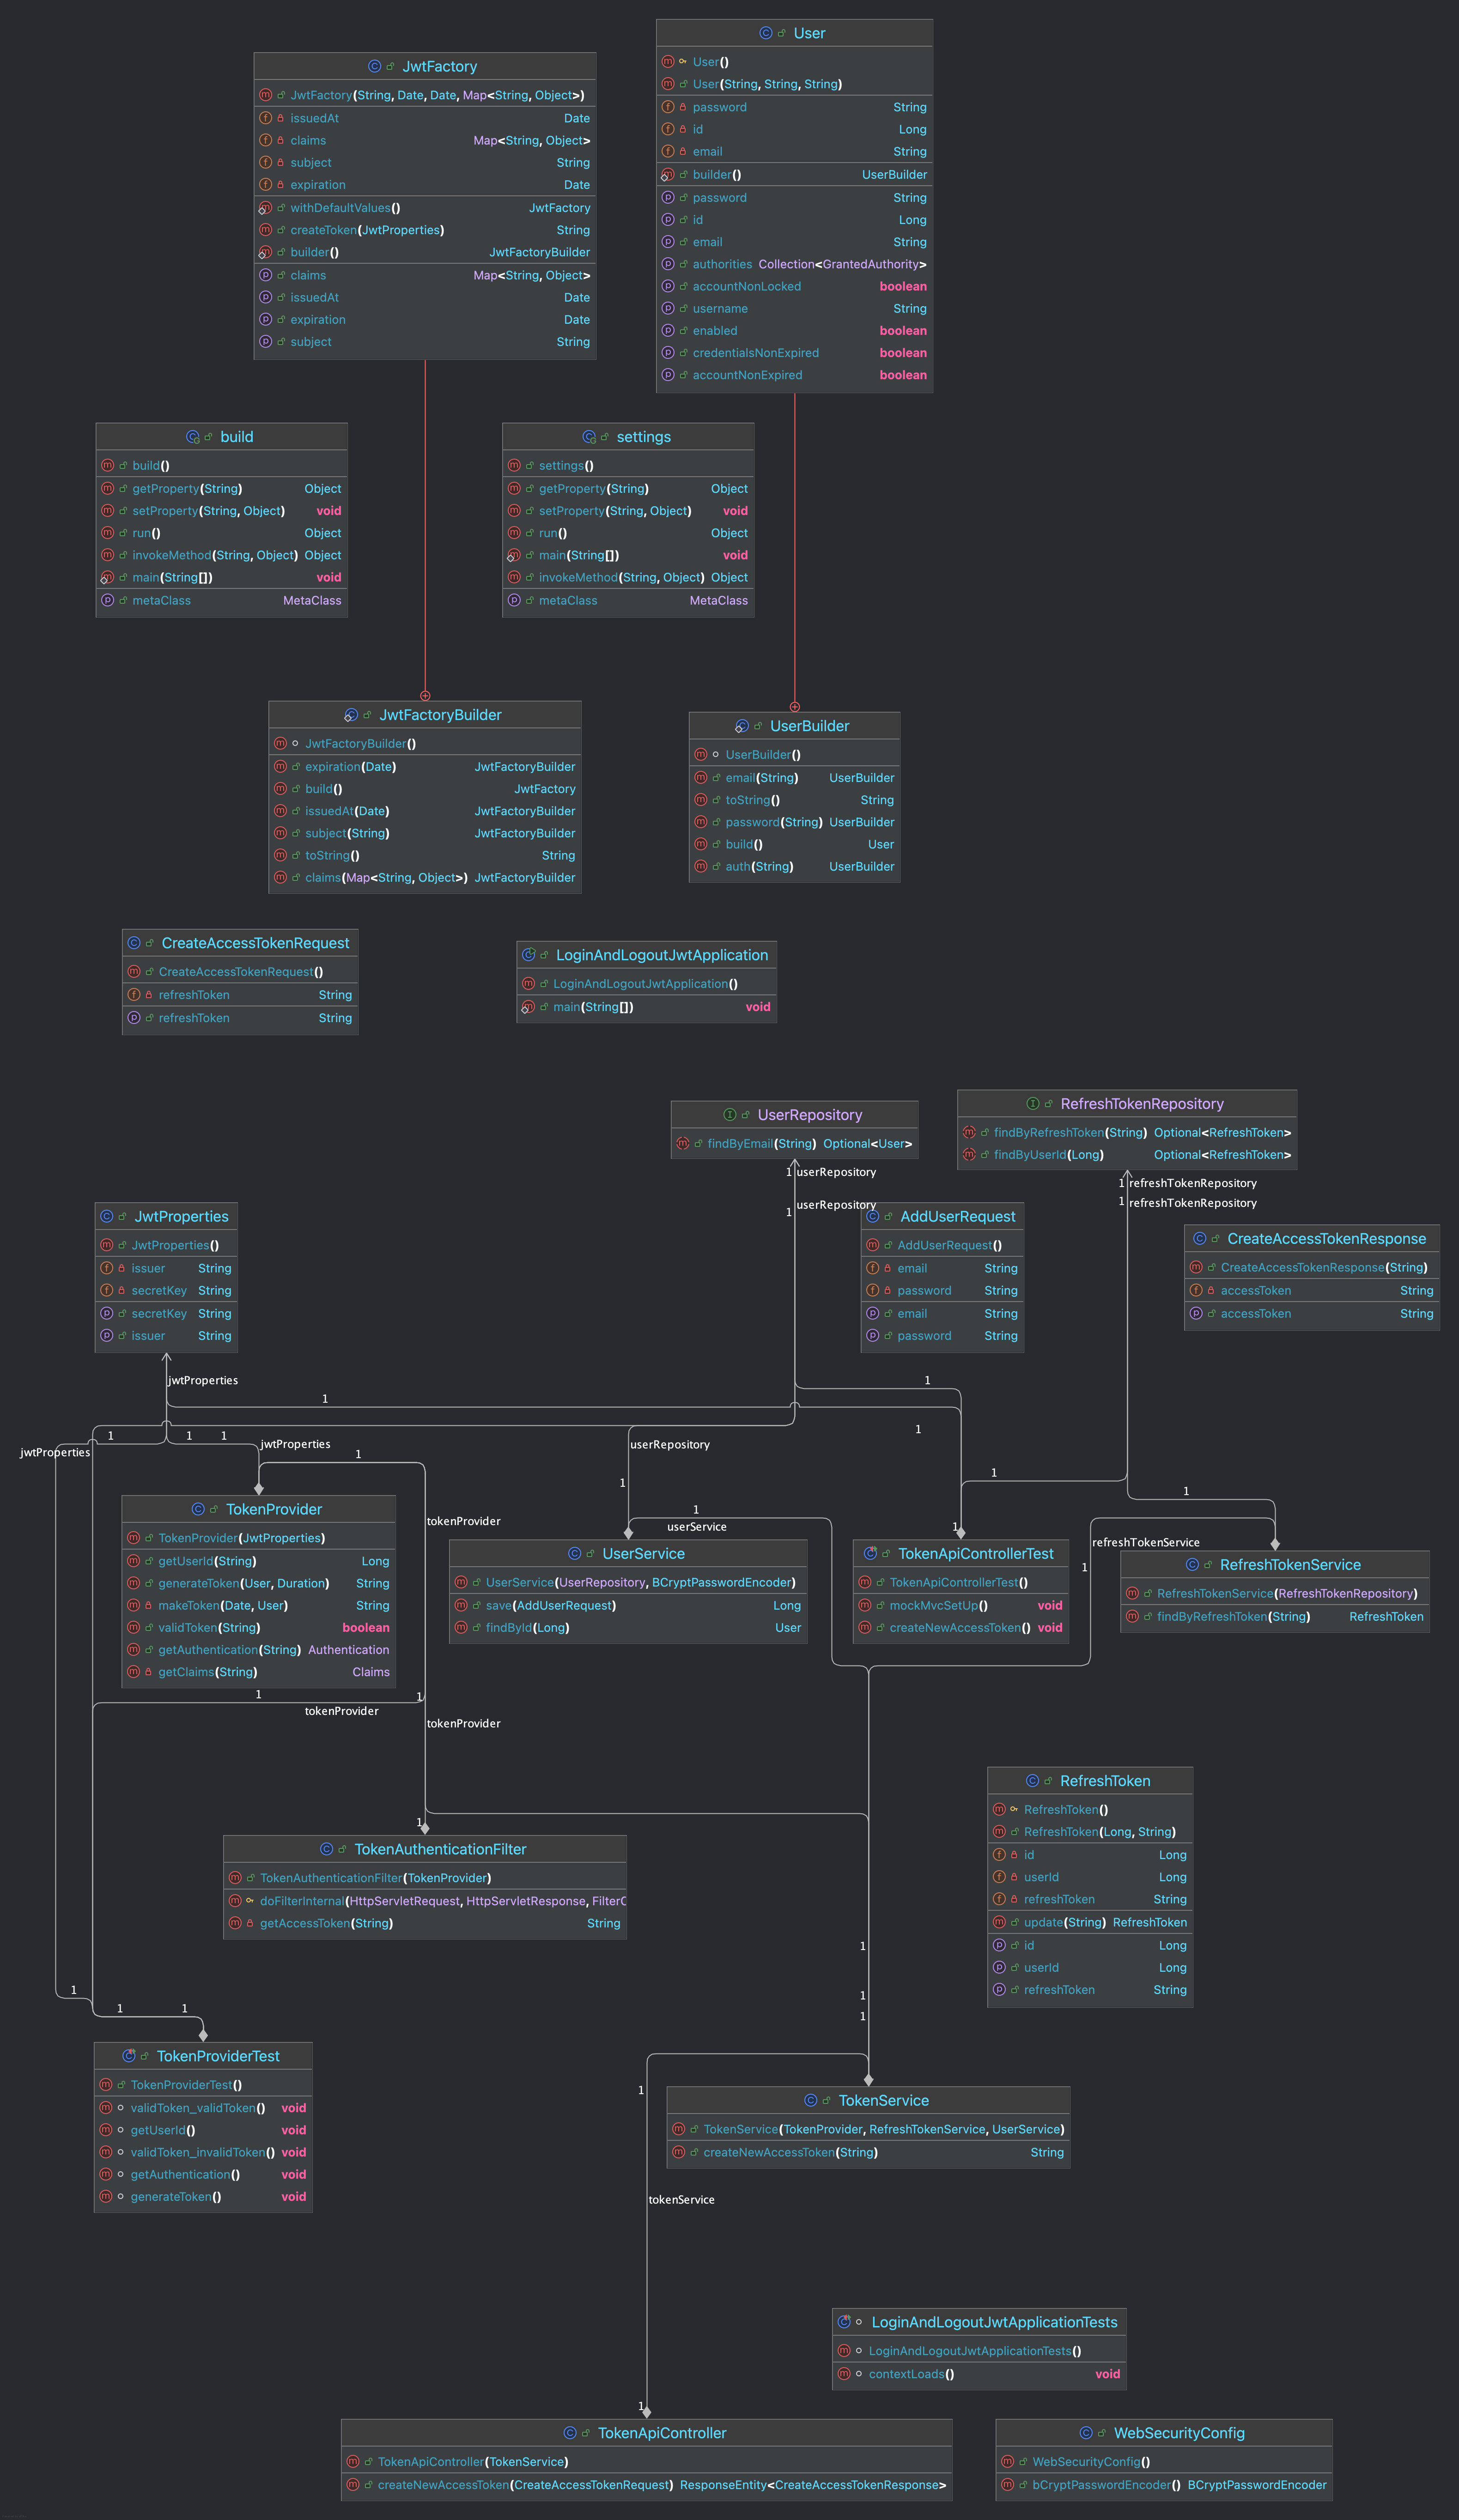 User
User()
User(String, String, String)
password String
id Long
email String
builder() UserBuilder
password String
id Long
email String
authorities Collection<GrantedAuthority>
accountNonLocked boolean
username String
enabled boolean
credentialsNonExpired boolean
accountNonExpired boolean
JwtFactory
JwtFactory(String, Date, Date, Map<String, Object>)
issuedAt Date
claims Map<String, Object>
subject String
expiration Date
withDefaultValues() JwtFactory
createToken(JwtProperties) String
builder() JwtFactoryBuilder
claims Map<String, Object>
issuedAt Date
expiration Date
subject String
build
build()
getProperty(String) Object
setProperty(String, Object) void
run() Object
invokeMethod(String, Object) Object
main(String[]) void
metaClass MetaClass
settings
settings()
getProperty(String) Object
setProperty(String, Object) void
run() Object
main(String[]) void
invokeMethod(String, Object) Object
metaClass MetaClass
JwtFactoryBuilder
JwtFactoryBuilder()
expiration(Date) JwtFactoryBuilder
build() JwtFactory
issuedAt(Date) JwtFactoryBuilder
subject(String) JwtFactoryBuilder
toString() String
claims(Map<String, Object>) JwtFactoryBuilder
UserBuilder
UserBuilder()
email(String) UserBuilder
toString() String
password(String) UserBuilder
build() User
auth(String) UserBuilder
CreateAccessTokenRequest
CreateAccessTokenRequest()
refreshToken String
refreshToken String
LoginAndLogoutJwtApplication
LoginAndLogoutJwtApplication()
main(String[]) void
UserRepository
findByEmail(String) Optional<User>
1 userRepository
userRepository
1
RefreshTokenRepository
findByRefreshToken(String) Optional<RefreshToken>
findByUserId(Long) Optional<RefreshToken>
1 refreshTokenRepository
1 refreshTokenRepository
JwtProperties
JwtProperties()
issuer String
secretKey String
secretKey String
issuer String
AddUserRequest
AddUserRequest()
email String
password String
email String
password String
CreateAccessTokenResponse
CreateAccessTokenResponse(String)
accessToken String
accessToken String
jwtProperties
1
1
1
1 1 1
jwtProperties
jwtProperties
userRepository
1
1
1
1
1
tokenProvider
1
userService
1
refreshTokenService
1
TokenProvider
TokenProvider(JwtProperties)
getUserId(String) Long
generateToken(User, Duration) String
makeToken(Date, User) String
validToken(String) boolean
getAuthentication(String) Authentication
getClaims(String) Claims
UserService
UserService(UserRepository, BCryptPasswordEncoder)
save(AddUserRequest) Long
findById(Long) User
TokenApiControllerTest
TokenApiControllerTest()
mockMvcSetUp() void
createNewAccessToken() void
RefreshTokenService
RefreshTokenService(RefreshTokenRepository)
findByRefreshToken(String) RefreshToken
1
1
tokenProvider
tokenProvider
1
TokenAuthenticationFilter
TokenAuthenticationFilter(TokenProvider)
doFilterInternal(HttpServletRequest, HttpServletResponse, FilterC
getAccessToken(String) String
RefreshToken
RefreshToken()
RefreshToken(Long, String)
id Long
userId Long
refreshToken String
update(String) RefreshToken
id Long
userId Long
refreshToken String
1
1
1
1
1 1
TokenProviderTest
TokenProviderTest()
validToken_validToken() void
getUserId() void
validToken_invalidToken() void
getAuthentication() void
generateToken() void
1
TokenService
TokenService(TokenProvider, RefreshTokenService, UserService)
createNewAccessToken(String) String
tokenService
LoginAndLogoutJwtApplicationTests
LoginAndLogoutJwtApplicationTests()
contextLoads() void
1
TokenApiController
TokenApiController(TokenService)
createNewAccessToken(CreateAccessTokenRequest) ResponseEntity<CreateAccessTokenResponse>
WebSecurityConfig
WebSecurityConfig()
bCryptPasswordEncoder() BCryptPasswordEncoder